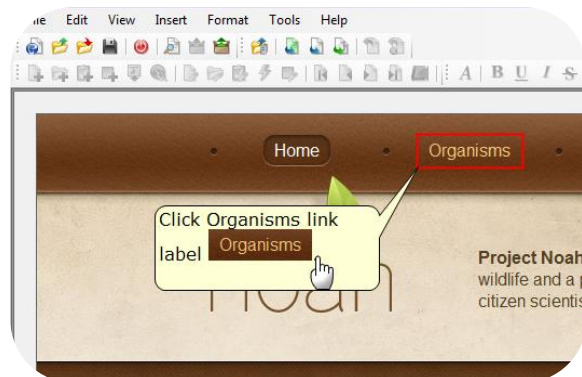 Edit View Insert Format Tools Help
A B U I S
Home Organisms
Click Organisms link
label Organisms
noah
Project Noah
wildlife and a
citizen scientis